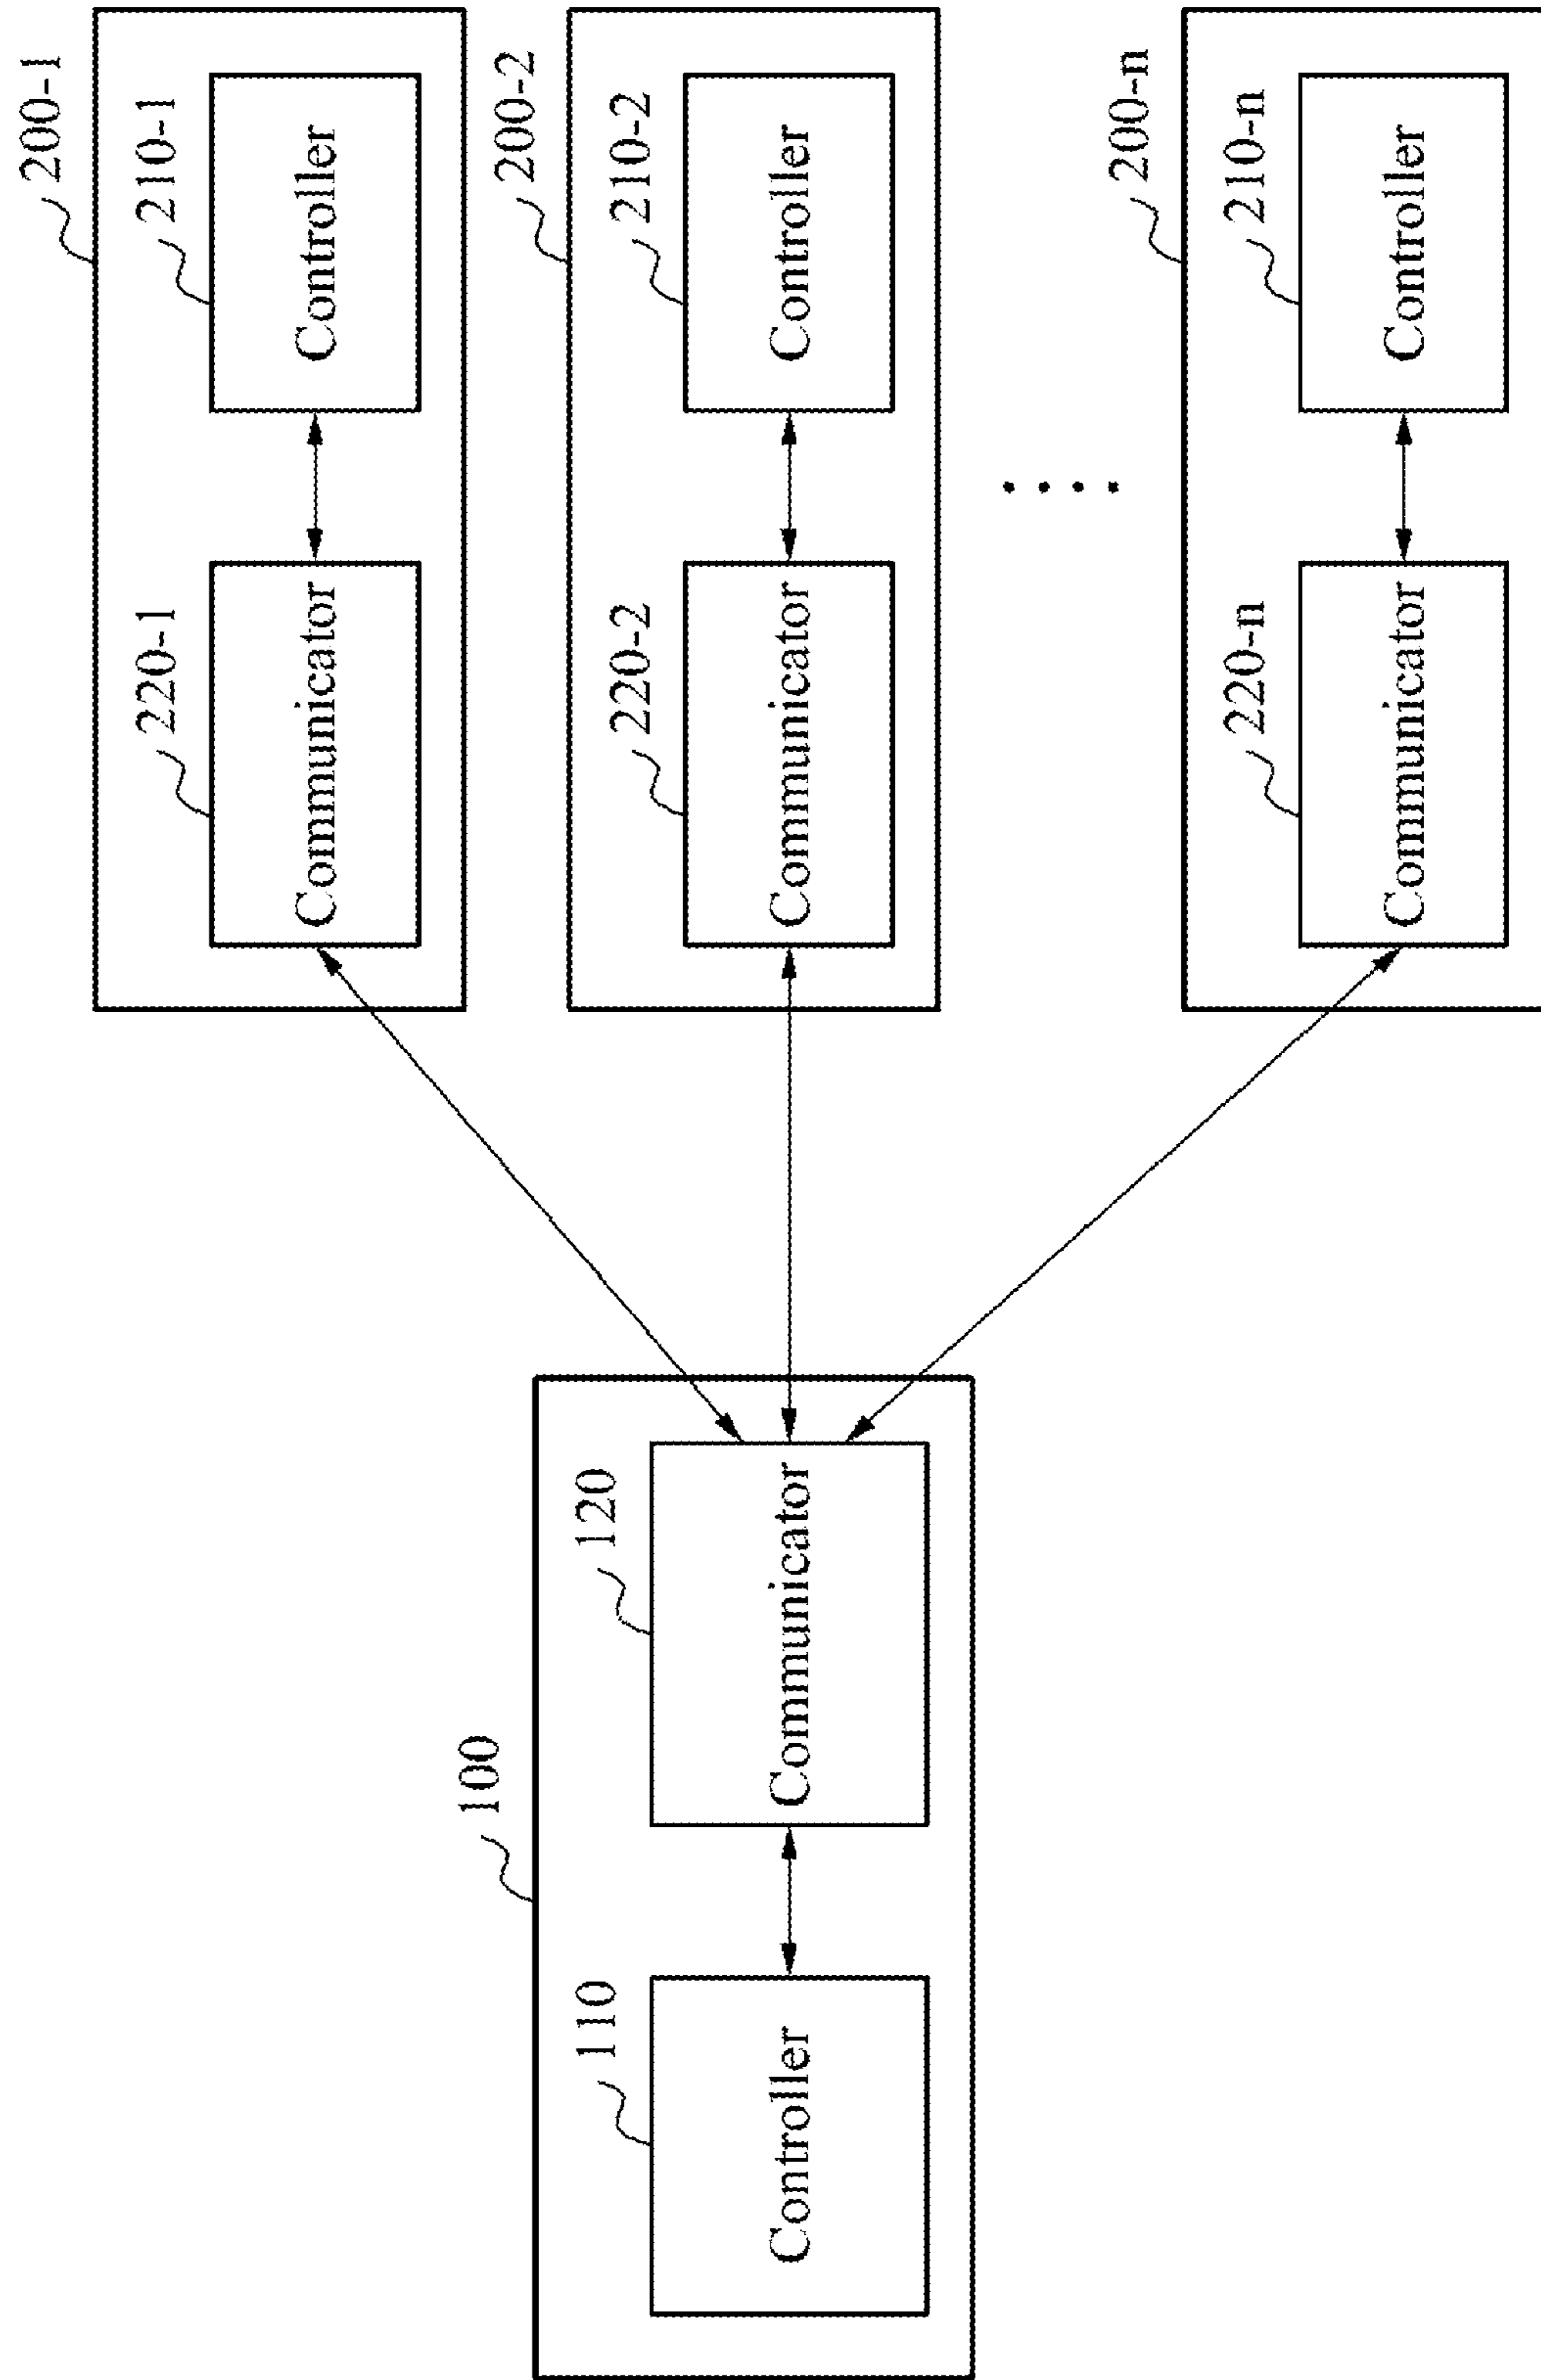 100
110
Controller
120
Communicator
200-1
220-1
Communicator
210-1
Controller
200-2
220-2
Communicator
210-2
Controller
200-n
220-n
Communicator
210-n
Controller